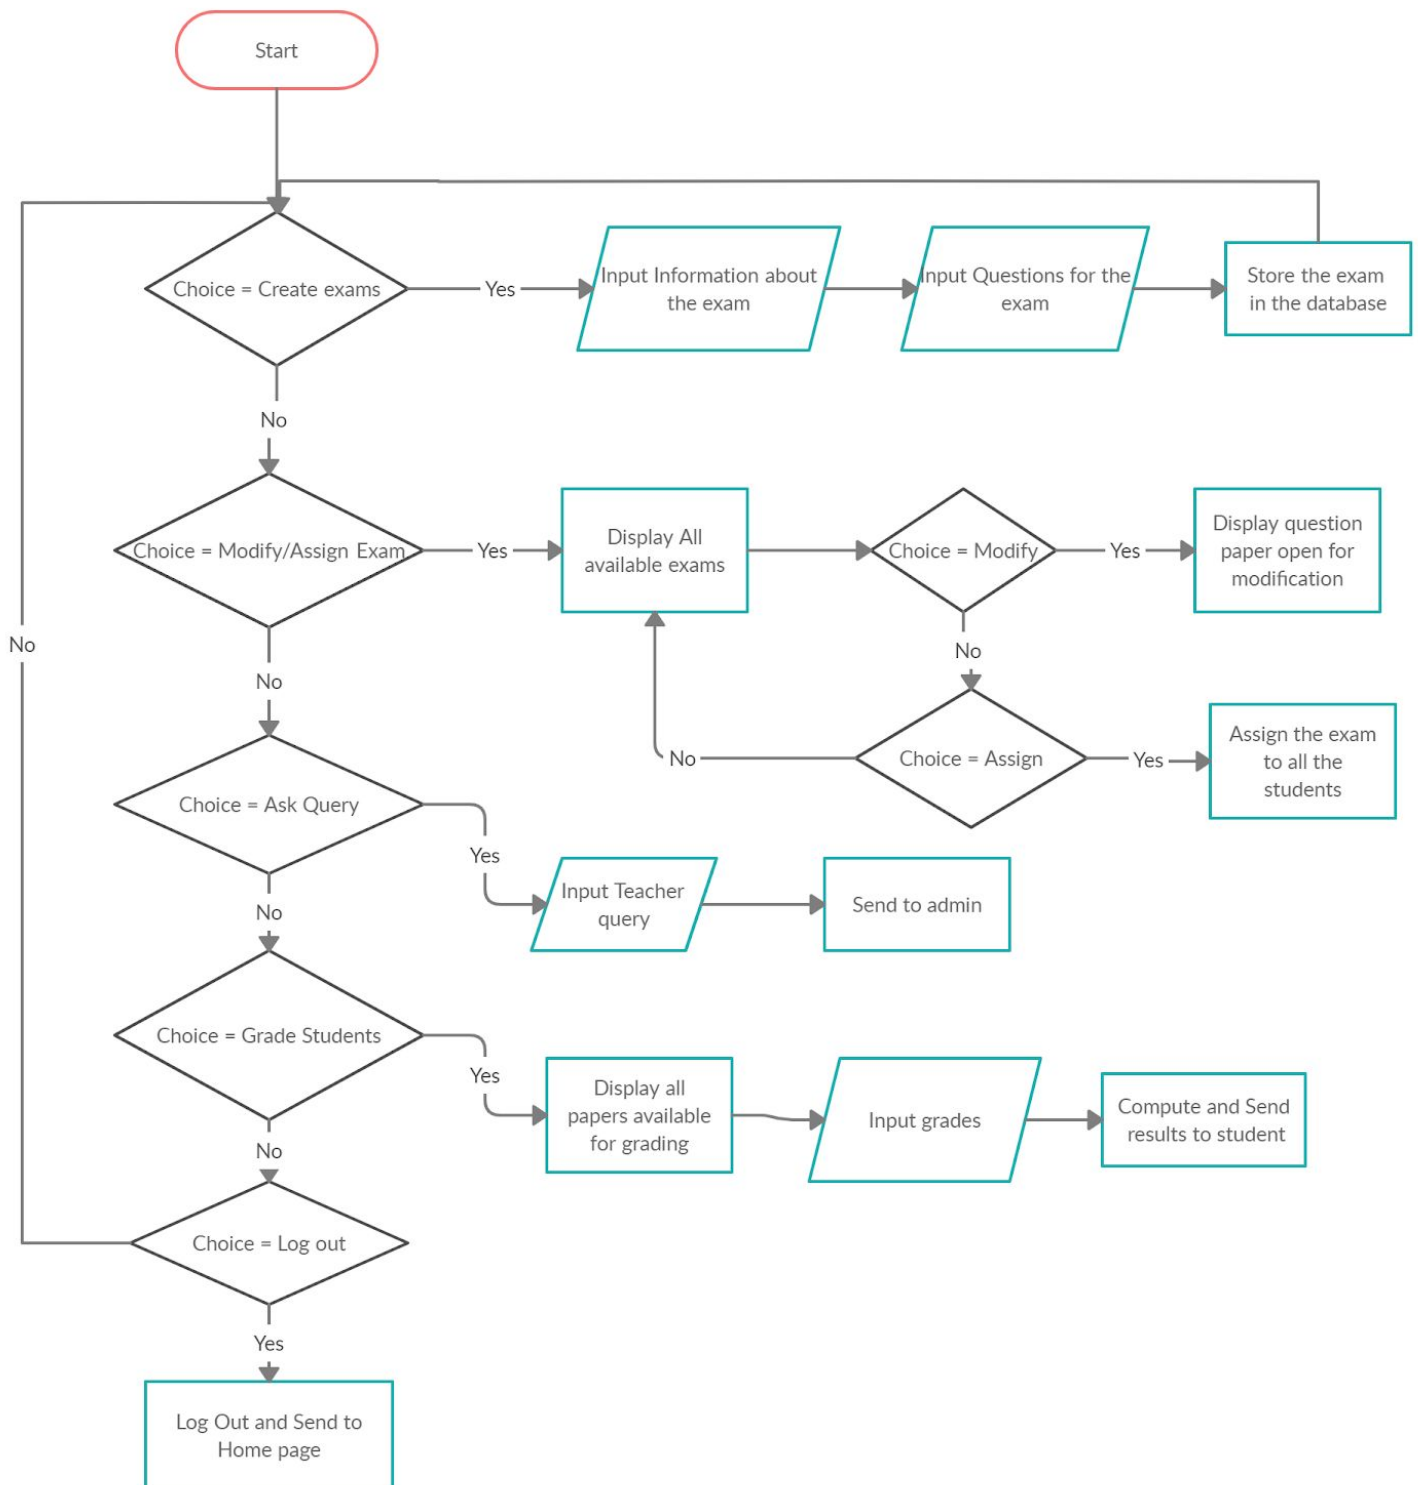 Start
Choice = Create exams
Yes
Input Information about
the exam
Input Questions for the
exam
Store the exam
in the database
No
Choice = Modify/Assign Exam
Yes
Display All
available exams
Choice = Modify
Yes
Display question
paper open for
modification
No
No
No
Choice = Assign
No
Yes
Assign the exam
to all the
students
Choice = Ask Query
Yes
Input Teacher
query
Send to admin
No
Choice = Grade Students
Yes
Display all
papers available
for grading
Input grades
Compute and Send
results to student
No
Choice = Log out
Yes
Log Out and Send to
Home page